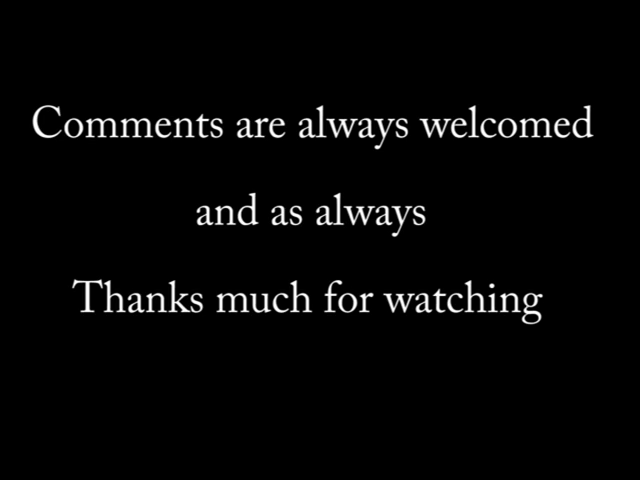 Comments are always welcomed
and as always
Thanks much for watching